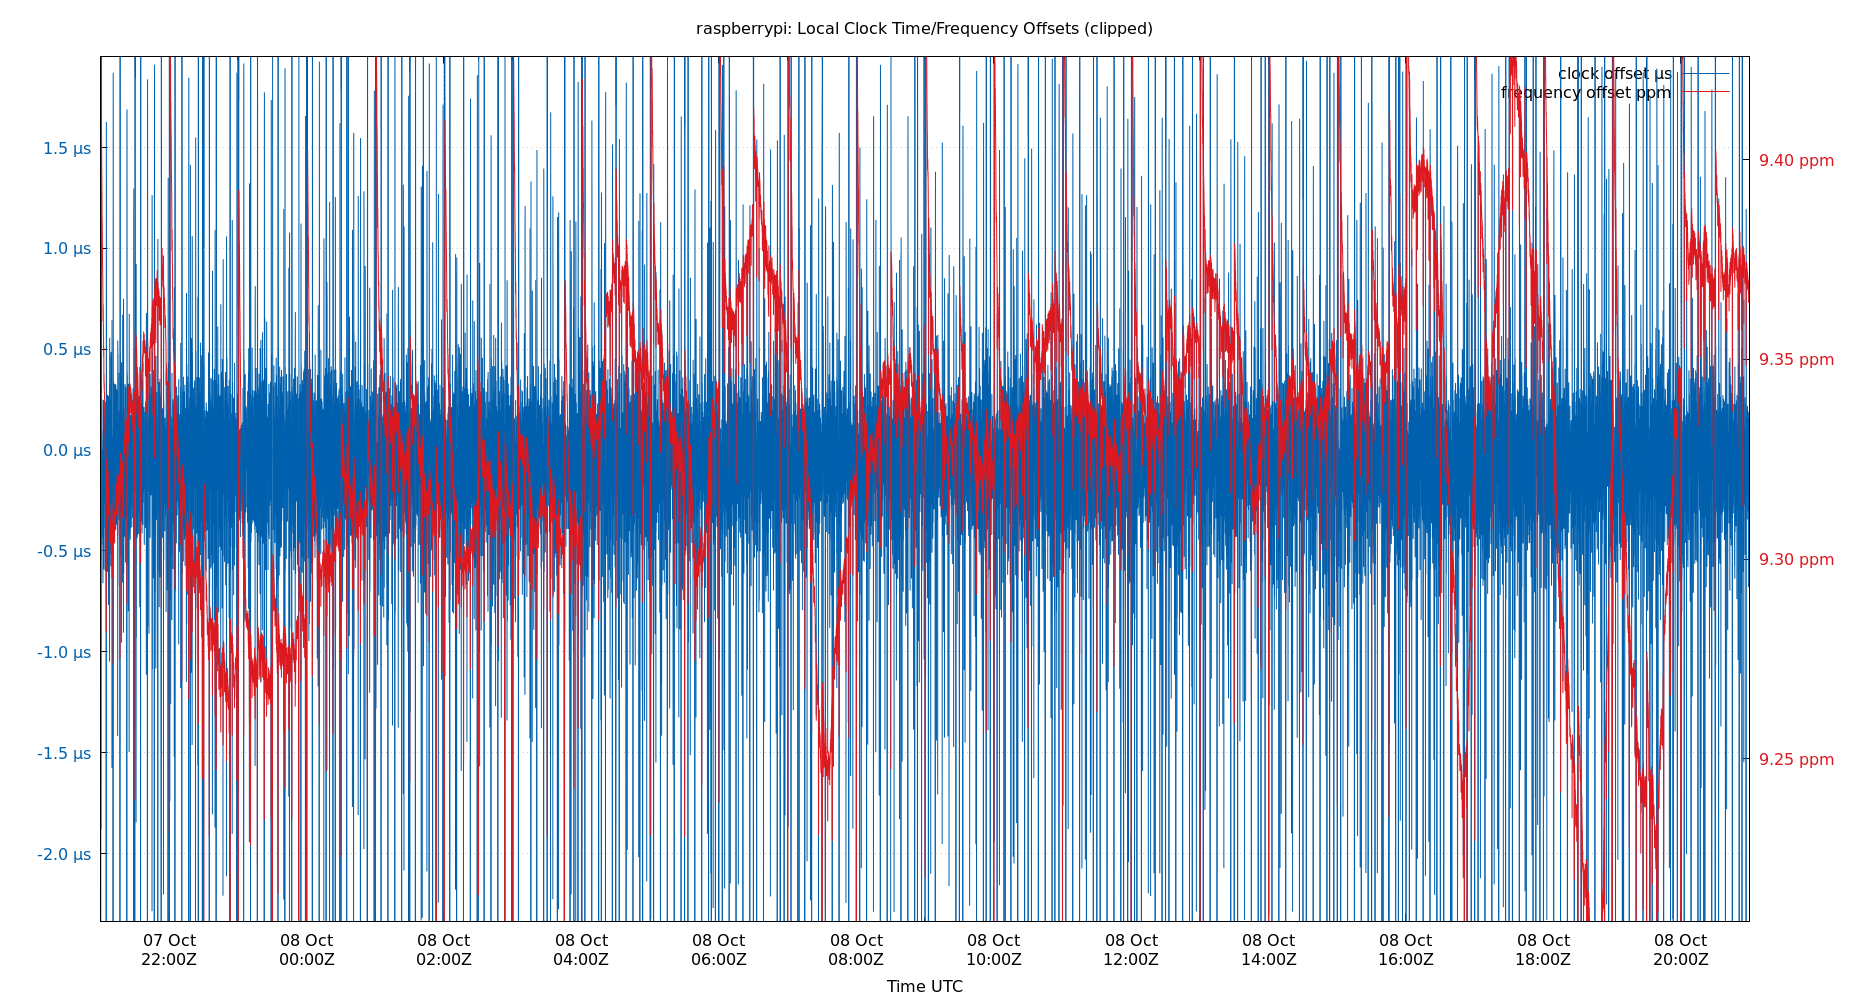 raspberrypi: Local Clock Time/Frequency Offsets (clipped)
clock offset µs
frequency offset ppm
1.5 µs
1.0 µs
0.5 µs
0.0 µs
-0.5 µs
-1.0 µs
-1.5 µs
-2.0 µs
9.40 ppm
9.35 ppm
9.30 ppm
9.25 ppm
07 Oct 08 Oct 08 Oct 08 Oct 08 Oct 08 Oct 08 Oct 08 Oct 08 Oct 08 Oct 08 Oct 08 Oct
22:00Z 00:00Z 02:00Z 04:00Z 06:00Z 08:00Z 10:00Z 12:00Z 14:00Z 16:00Z 18:00Z 20:00Z
Time UTC